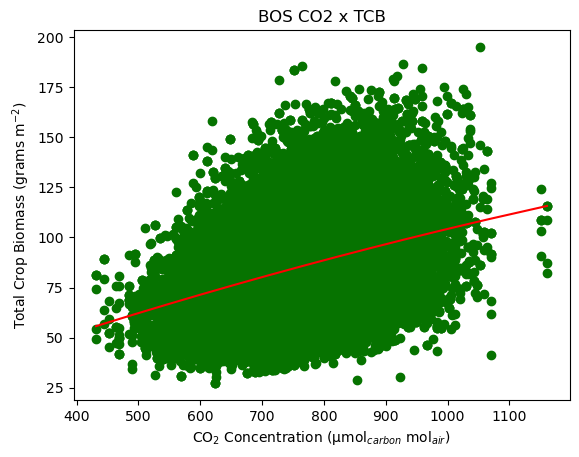 BOS CO2 x TCB
200
175
150
125
100
75
50
25
Total Crop Biomass (grams m⁻²)
400 500 600 700 800 900 1000 1100
CO₂ Concentration (μmol_carbon mol_air)